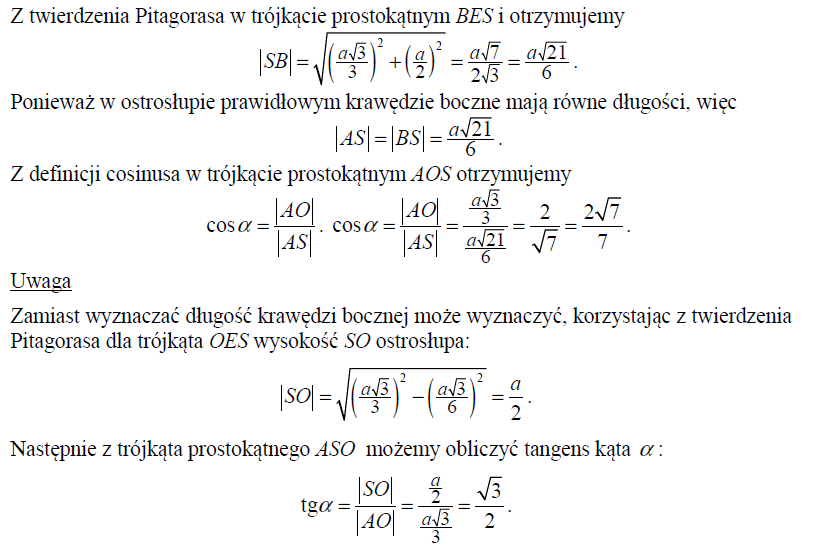 Z twierdzenia Pitagorasa w trójkącie prostokątnym BES i otrzymujemy
|SB| = √((a√3/3)² + (a/2)²) = a√7/2√3 = a√21/6 .
Ponieważ w ostrosłupie prawidłowym krawędzie boczne mają równe długości, więc
|AS| = |BS| = a√21/6 .
Z definicji cosinusa w trójkącie prostokątnym AOS otrzymujemy
cos α = |AO|/|AS| . cos α = |AO|/|AS| = (a√3/3)/(a√21/6) = 2/√7 = 2√7/7 .
Uwaga
Zamiast wyznaczać długość krawędzi bocznej może wyznaczyć, korzystając z twierdzenia
Pitagorasa dla trójkąta OES wysokość SO ostrosłupa:
|SO| = √((a√3/3)² − (a√3/6)²) = a/2 .
Następnie z trójkąta prostokątnego ASO możemy obliczyć tangens kąta α :
tg α = |SO|/|AO| = (a/2)/(a√3/3) = √3/2 .